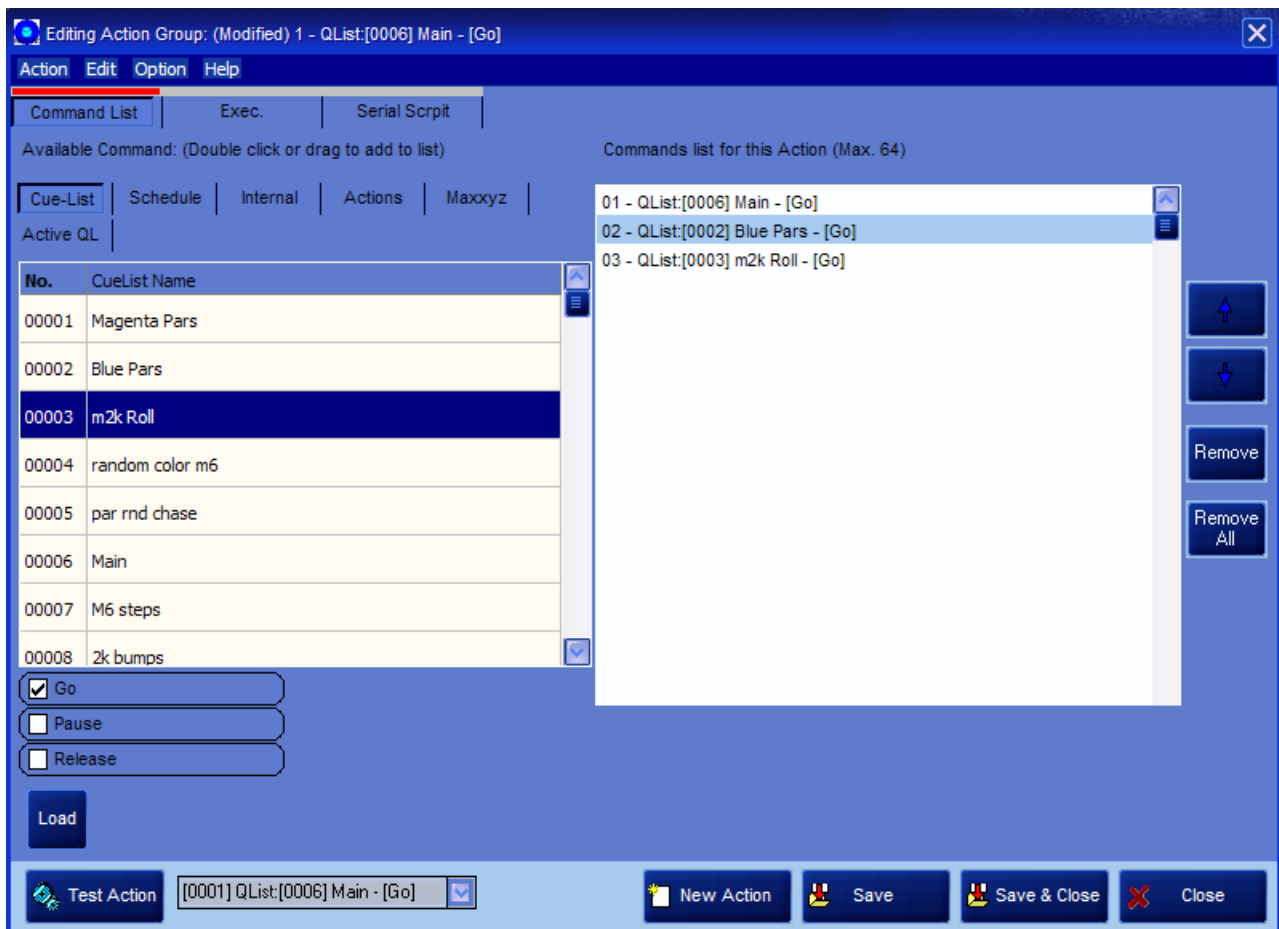 Editing Action Group: (Modified) 1 - QList:[0006] Main - [Go]
Action Edit Option Help
Command List Exec. Serial Scrpit
Available Command: (Double click or drag to add to list)
Commands list for this Action (Max. 64)
Cue-List Schedule Internal Actions Maxxyz
Active QL
No. CueList Name
00001 Magenta Pars
00002 Blue Pars
00003 m2k Roll
00004 random color m6
00005 par rnd chase
00006 Main
00007 M6 steps
00008 2k bumps
01 - QList:[0006] Main - [Go]
02 - QList:[0002] Blue Pars - [Go]
03 - QList:[0003] m2k Roll - [Go]
Remove
Remove
All
Go
Pause
Release
Load
Test Action [0001] QList:[0006] Main - [Go] New Action Save Save & Close Close